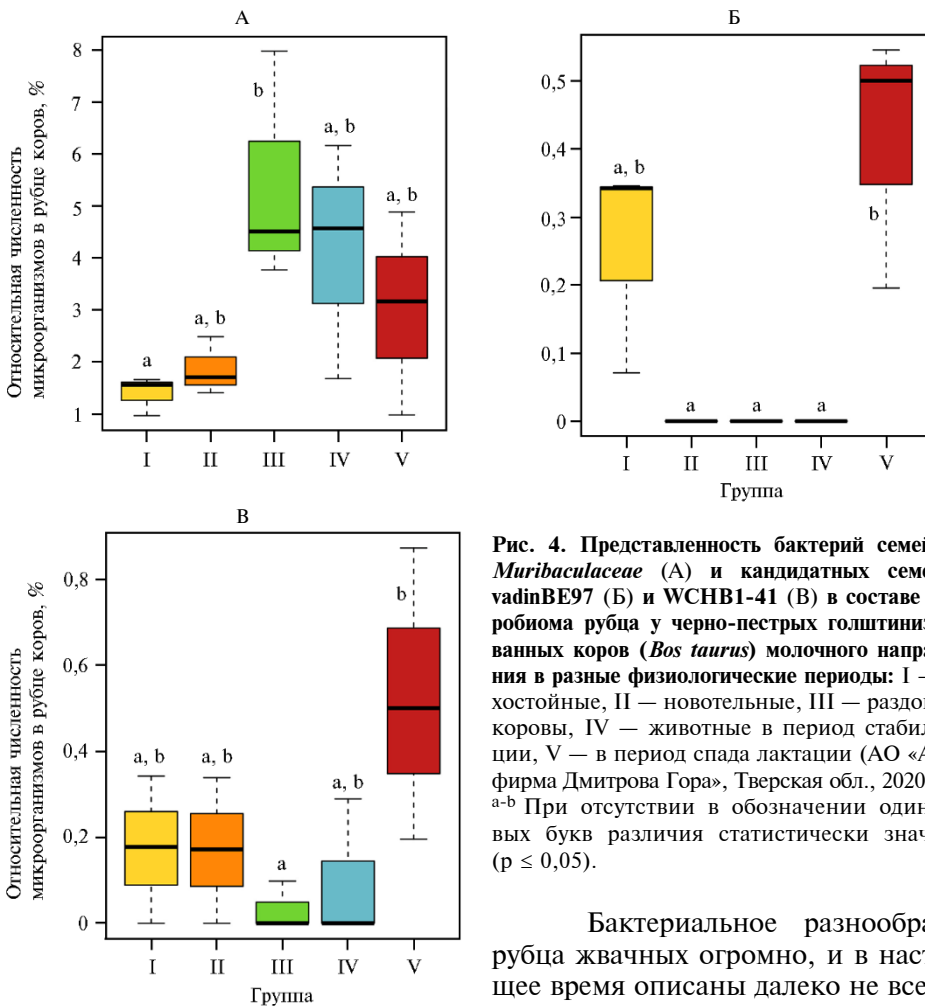 А
Относительная численность
микроорганизмов в рубце коров, %
8
7
6
5
4
3
2
1
a
a, b
b
a, b
a, b
I
II
III
IV
V
Б
0,5
0,4
0,3
0,2
0,1
0
a, b
a
a
a
b
I
II
III
IV
V
Группа
В
Относительная численность
микроорганизмов в рубце коров, %
0,8
0,6
0,4
0,2
0
a, b
a, b
a
a, b
b
I
II
III
IV
V
Группа
Рис. 4. Представленность бактерий семей
Muribaculaceae (А) и кандидатных семе
vadinBE97 (Б) и WCHB1-41 (В) в составе
робиома рубца у черно-пестрых голштиниз
ванных коров (Bos taurus) молочного напра
ния в разные физиологические периоды: I —
хостойные, II — новотельные, III — раздо
коровы, IV — животные в период стабил
ции, V — в период спада лактации (АО «А
фирма Дмитрова Гора», Тверская обл., 2020
a-b При отсутствии в обозначении один
вых букв различия статистически знач
(p ≤ 0,05).
Бактериальное разнообра
рубца жвачных огромно, и в наст
щее время описаны далеко не все